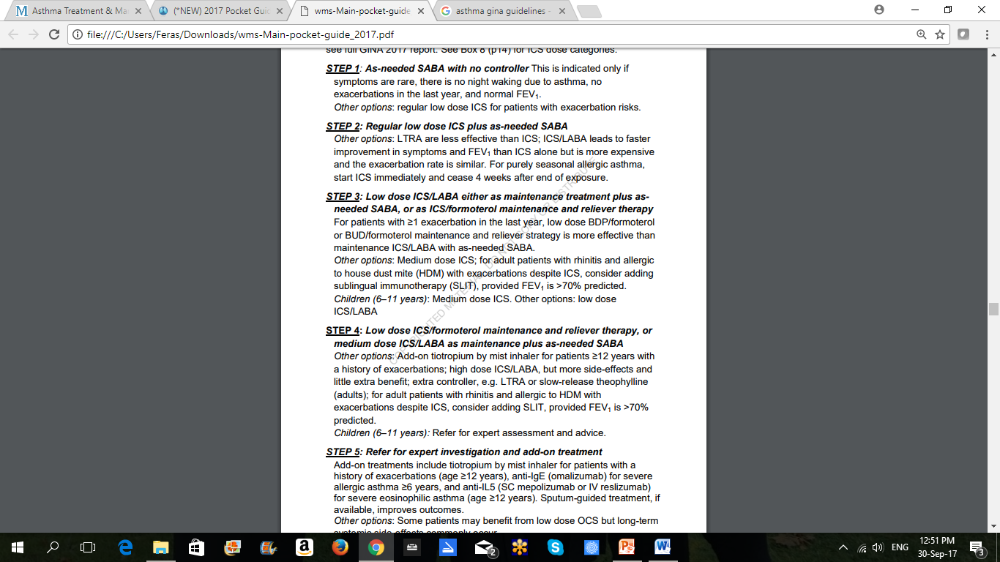 Asthma Treatment & Ma
(*NEW) 2017 Pocket Guid
wms-Main-pocket-guide
asthma gina guidelines -
file:///C:/Users/Feras/Downloads/wms-Main-pocket-guide_2017.pdf
see full GINA 2017 report. See Box 8 (p14) for ICS dose categories.
STEP 1: As-needed SABA with no controller This is indicated only if
symptoms are rare, there is no night waking due to asthma, no
exacerbations in the last year, and normal FEV₁.
Other options: regular low dose ICS for patients with exacerbation risks.
STEP 2: Regular low dose ICS plus as-needed SABA
Other options: LTRA are less effective than ICS; ICS/LABA leads to faster
improvement in symptoms and FEV₁ than ICS alone but is more expensive
and the exacerbation rate is similar. For purely seasonal allergic asthma,
start ICS immediately and cease 4 weeks after end of exposure.
STEP 3: Low dose ICS/LABA either as maintenance treatment plus as-
needed SABA, or as ICS/formoterol maintenance and reliever therapy
For patients with ≥1 exacerbation in the last year, low dose BDP/formoterol
or BUD/formoterol maintenance and reliever strategy is more effective than
maintenance ICS/LABA with as-needed SABA.
Other options: Medium dose ICS; for adult patients with rhinitis and allergic
to house dust mite (HDM) with exacerbations despite ICS, consider adding
sublingual immunotherapy (SLIT), provided FEV₁ is >70% predicted.
Children (6–11 years): Medium dose ICS. Other options: low dose
ICS/LABA
STEP 4: Low dose ICS/formoterol maintenance and reliever therapy, or
medium dose ICS/LABA as maintenance plus as-needed SABA
Other options: Add-on tiotropium by mist inhaler for patients ≥12 years with
a history of exacerbations; high dose ICS/LABA, but more side-effects and
little extra benefit; extra controller, e.g. LTRA or slow-release theophylline
(adults); for adult patients with rhinitis and allergic to HDM with
exacerbations despite ICS, consider adding SLIT, provided FEV₁ is >70%
predicted.
Children (6–11 years): Refer for expert assessment and advice.
STEP 5: Refer for expert investigation and add-on treatment
Add-on treatments include tiotropium by mist inhaler for patients with a
history of exacerbations (age ≥12 years), anti-IgE (omalizumab) for severe
allergic asthma ≥6 years, and anti-IL5 (SC mepolizumab or IV reslizumab)
for severe eosinophilic asthma (age ≥12 years). Sputum-guided treatment, if
available, improves outcomes.
Other options: Some patients may benefit from low dose OCS but long-term
systemic side-effects commonly occur.
COPYRIGHTED MATERIAL- DO NOT COPY OR DISTRIBUTE
2
ENG
12:51 PM
30-Sep-17
3